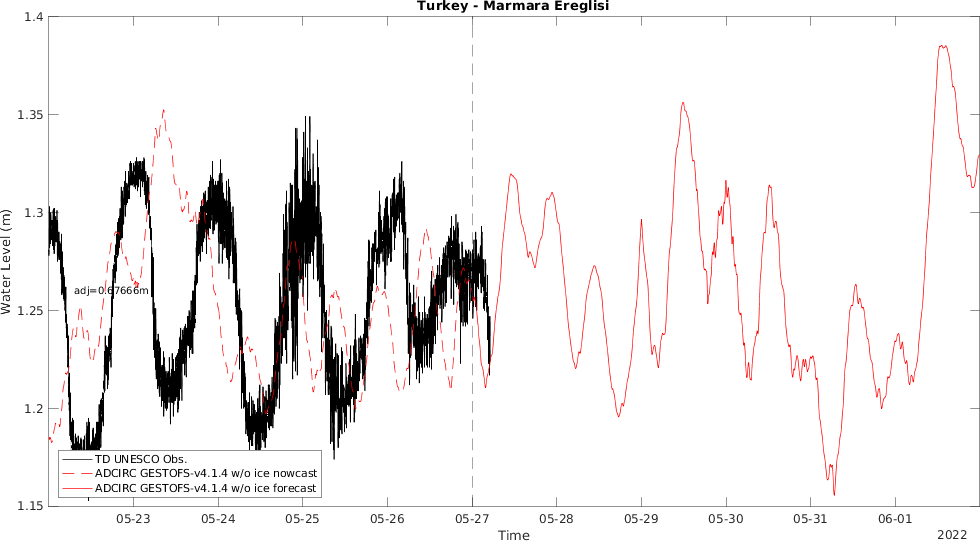 Turkey - Marmara Ereglisi
1.4
1.35
1.3
1.25
1.2
1.15
Water Level (m)
adj=0.67666m
TD UNESCO Obs.
ADCIRC GESTOFS-v4.1.4 w/o ice nowcast
ADCIRC GESTOFS-v4.1.4 w/o ice forecast
05-23 05-24 05-25 05-26 05-27 05-28 05-29 05-30 05-31 06-01
Time
2022